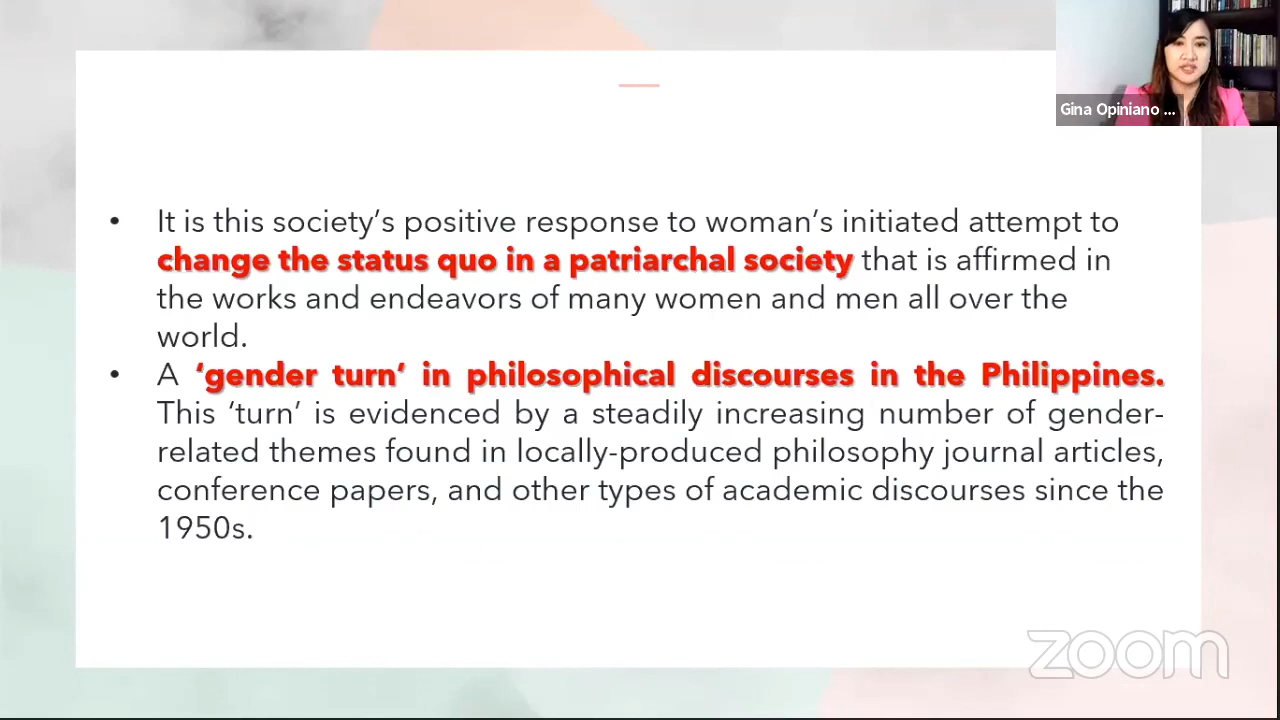 Gina Opiniano ...
• It is this society’s positive response to woman’s initiated attempt to
change the status quo in a patriarchal society that is affirmed in
the works and endeavors of many women and men all over the
world.
• A ‘gender turn’ in philosophical discourses in the Philippines.
This ‘turn’ is evidenced by a steadily increasing number of gender-
related themes found in locally-produced philosophy journal articles,
conference papers, and other types of academic discourses since the
1950s.
zoom